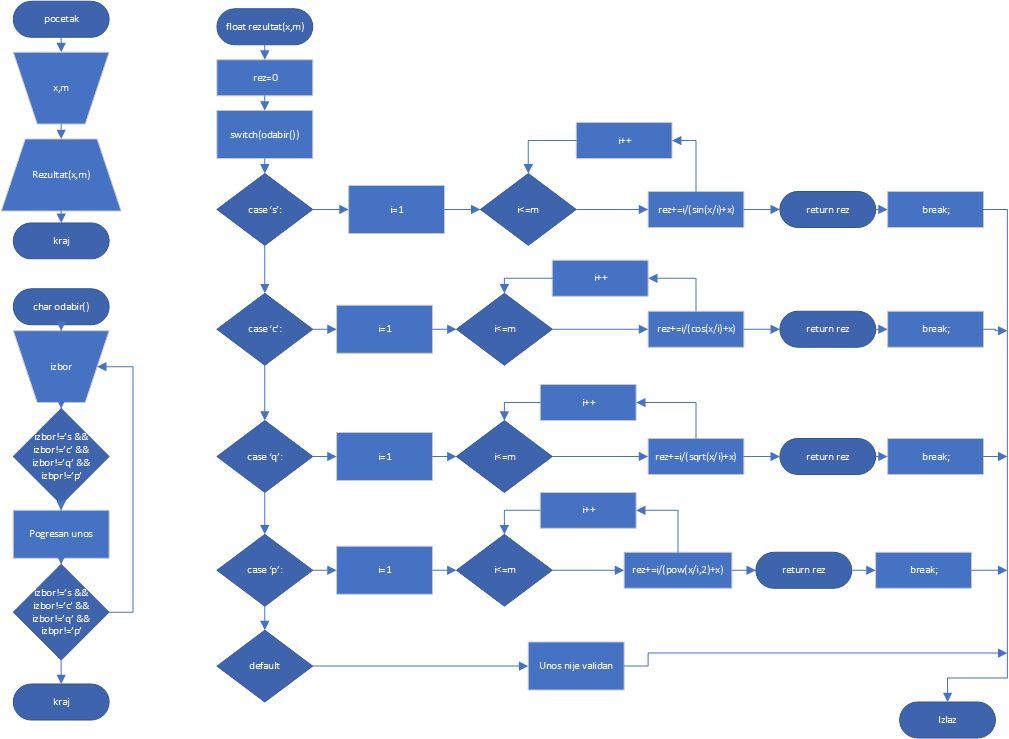 pocetak
x,m
Rezultat(x,m)
kraj
char odabir()
izbor
izbor!='s &&
izbor!='c' &&
izbor!='q' &&
izbpr!='p'
Pogresan unos
izbor!='s &&
izbor!='c' &&
izbor!='q' &&
izbpr!='p'
kraj
float rezultat(x,m)
rez=0
switch(odabir())
case 's':
i=1
i<=m
i++
rez+=i/(sin(x/i)+x)
return rez
break;
case 'c':
i=1
i<=m
i++
rez+=i/(cos(x/i)+x)
return rez
break;
case 'q':
i=1
i<=m
i++
rez+=i/(sqrt(x/i)+x)
return rez
break;
case 'p':
i=1
i<=m
i++
rez+=i/(pow(x/i,2)+x)
return rez
break;
default
Unos nije validan
Izlaz